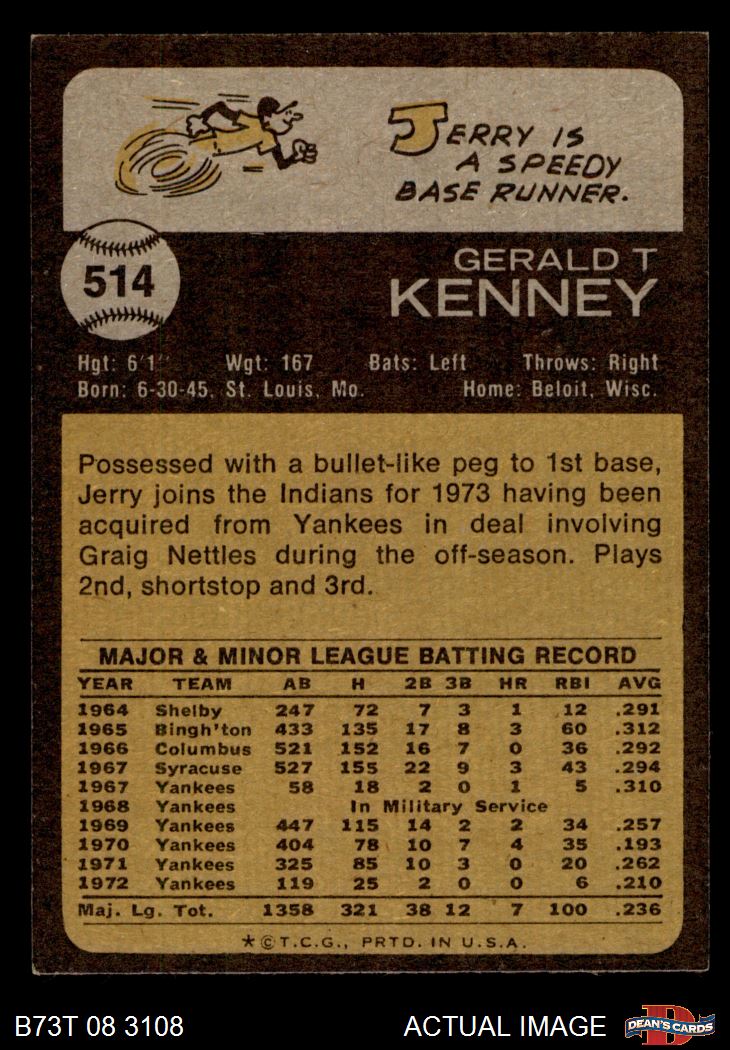 JERRY IS
A SPEEDY
BASE RUNNER.
514
GERALD T
KENNEY
Hgt: 6'1" Wgt: 167 Bats: Left Throws: Right
Born: 6-30-45, St. Louis, Mo. Home: Beloit, Wisc.
Possessed with a bullet-like peg to 1st base,
Jerry joins the Indians for 1973 having been
acquired from Yankees in deal involving
Graig Nettles during the off-season. Plays
2nd, shortstop and 3rd.
MAJOR & MINOR LEAGUE BATTING RECORD
YEAR TEAM AB H 2B 3B HR RBI AVG
1964 Shelby 247 72 7 3 1 12 .291
1965 Bingh'ton 433 135 17 8 3 60 .312
1966 Columbus 521 152 16 7 0 36 .292
1967 Syracuse 527 155 22 9 3 43 .294
1967 Yankees 58 18 2 0 1 5 .310
1968 Yankees In Military Service
1969 Yankees 447 115 14 2 2 34 .257
1970 Yankees 404 78 10 7 4 35 .193
1971 Yankees 325 85 10 3 0 20 .262
1972 Yankees 119 25 2 0 0 6 .210
Maj. Lg. Tot. 1358 321 38 12 7 100 .236
*©T.C.G., PRTD. IN U.S.A.
B73T 08 3108 ACTUAL IMAGE
D
DEAN'S CARDS